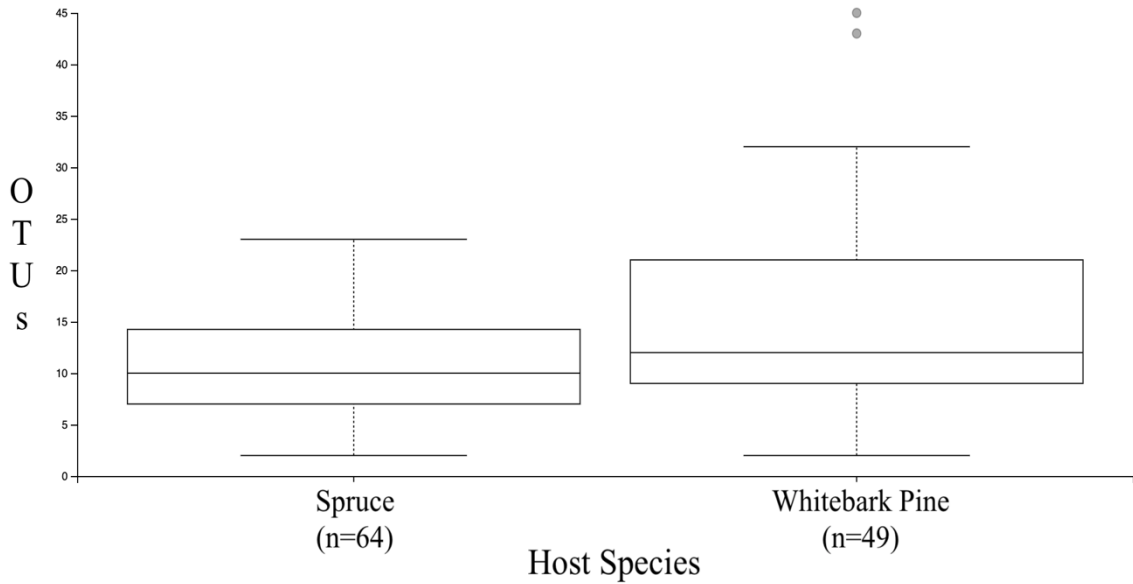 45
40
35
30
25
20
15
10
5
0
O
T
U
s
Spruce
(n=64)
Whitebark Pine
(n=49)
Host Species